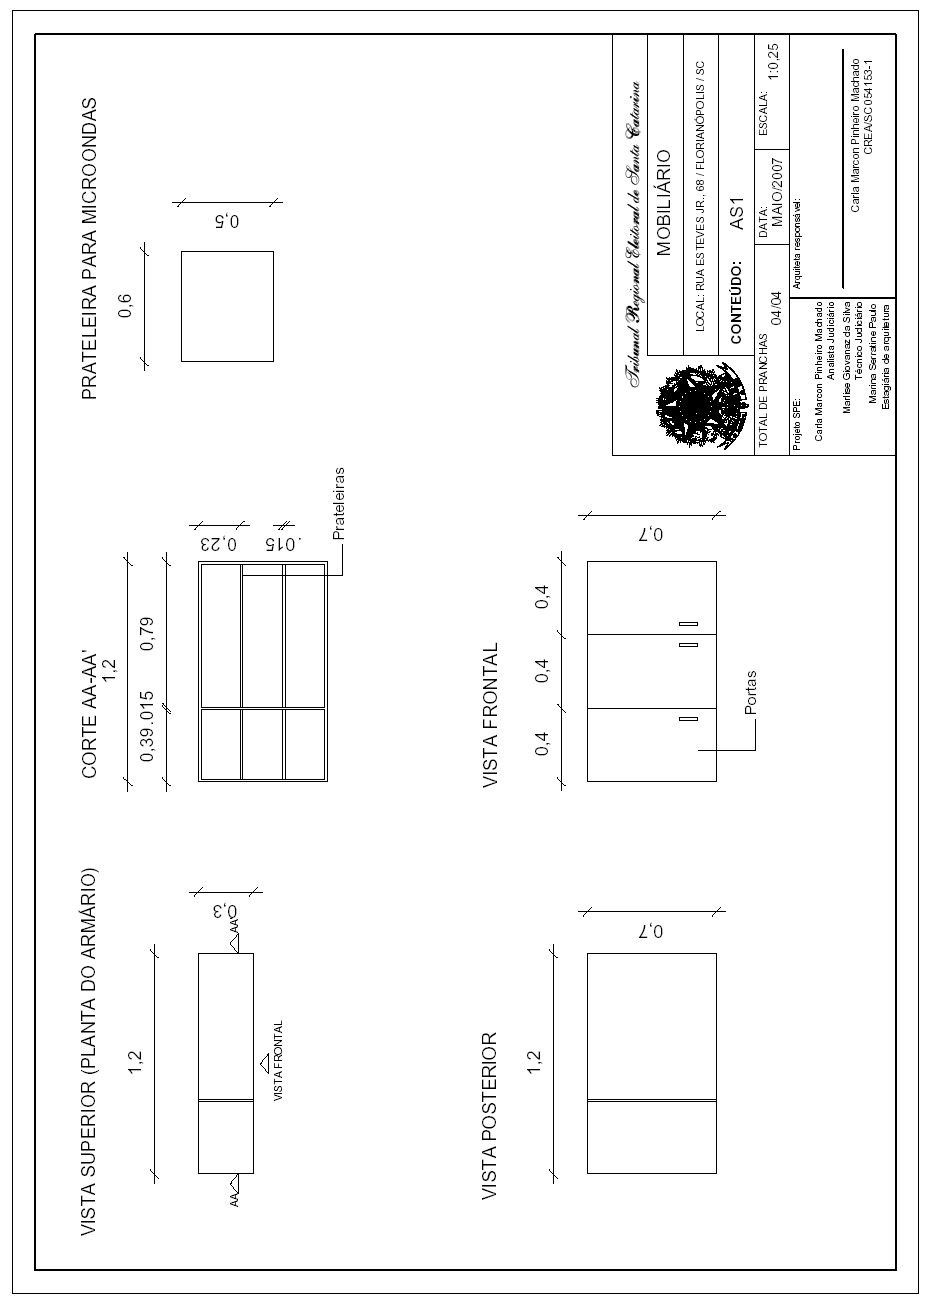 VISTA SUPERIOR (PLANTA DO ARMÁRIO)
1,2
0,3
AA'
AA'
VISTA FRONTAL
CORTE AA-AA'
1,2
0,39
.015
0,79
0,23
.015
Prateleiras
PRATELEIRA PARA MICROONDAS
0,6
0,5
VISTA POSTERIOR
1,2
0,7
VISTA FRONTAL
0,4
0,4
0,4
0,7
Portas
Tribunal Regional Eleitoral de Santa Catarina
MOBILIÁRIO
LOCAL: RUA ESTEVES JR., 68 / FLORIANÓPOLIS / SC
CONTEÚDO: AS1
TOTAL DE PRANCHAS
04/04
DATA:
MAIO/2007
ESCALA:
1:0,25
Projeto SPE:
Carla Marcon Pinheiro Machado
Analista Judiciário
Marlise Giovanaz da Silva
Técnico Judiciário
Marina Serratine Paulo
Estagiária de arquitetura
Arquiteta responsável:
Carla Marcon Pinheiro Machado
CREA/SC 054153-1